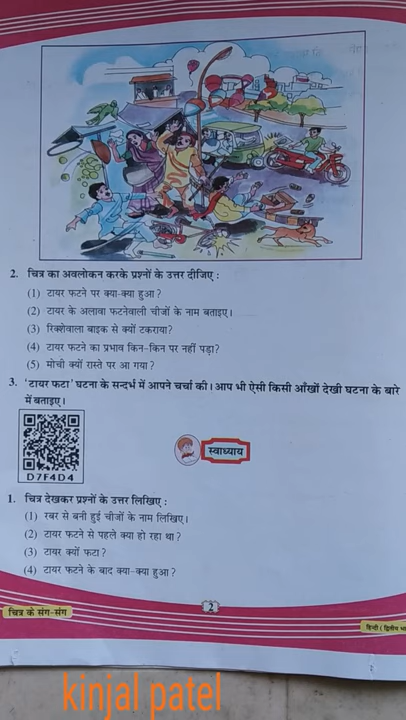 2. चित्र का अवलोकन करके प्रश्नों के उत्तर दीजिए :
(1) टायर फटने पर क्या-क्या हुआ ?
(2) टायर के अलावा फटनेवाली चीजों के नाम बताइए।
(3) रिक्शेवाला बाइक से क्यों टकराया?
(4) टायर फटने का प्रभाव किन-किन पर नहीं पड़ा?
(5) मोची क्यों रास्ते पर आ गया ?
3. 'टायर फटा' घटना के सन्दर्भ में आपने चर्चा की। आप भी ऐसी किसी आँखों देखी घटना के बारे
में बताइए।
D7F4D4
स्वाध्याय
1. चित्र देखकर प्रश्नों के उत्तर लिखिए :
(1) रबर से बनी हुई चीजों के नाम लिखिए।
(2) टायर फटने से पहले क्या हो रहा था ?
(3) टायर क्यों फटा ?
(4) टायर फटने के बाद क्या-क्या हुआ ?
2
चित्र के संग-संग
हिन्दी (द्वितीय
kinjal patel